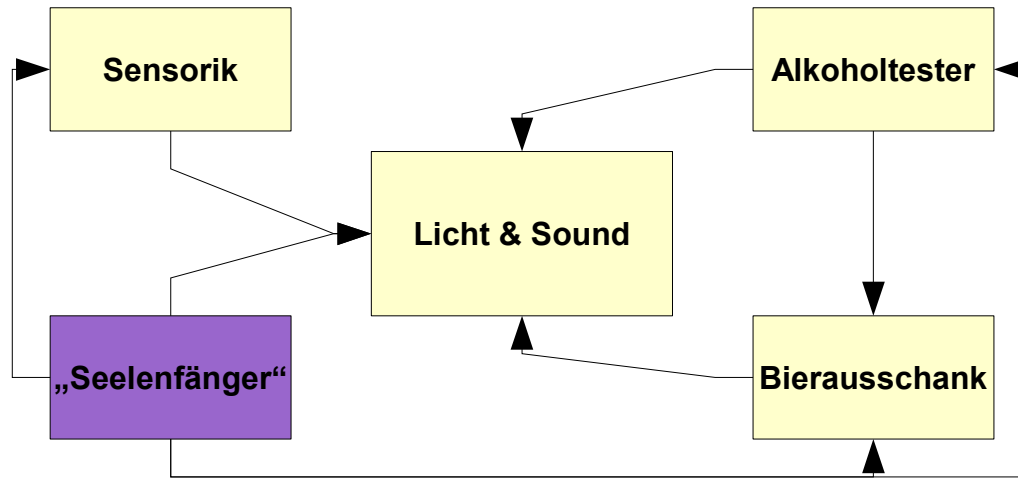 Sensorik
Alkoholtester
Licht & Sound
„Seelenfänger“
Bierausschank